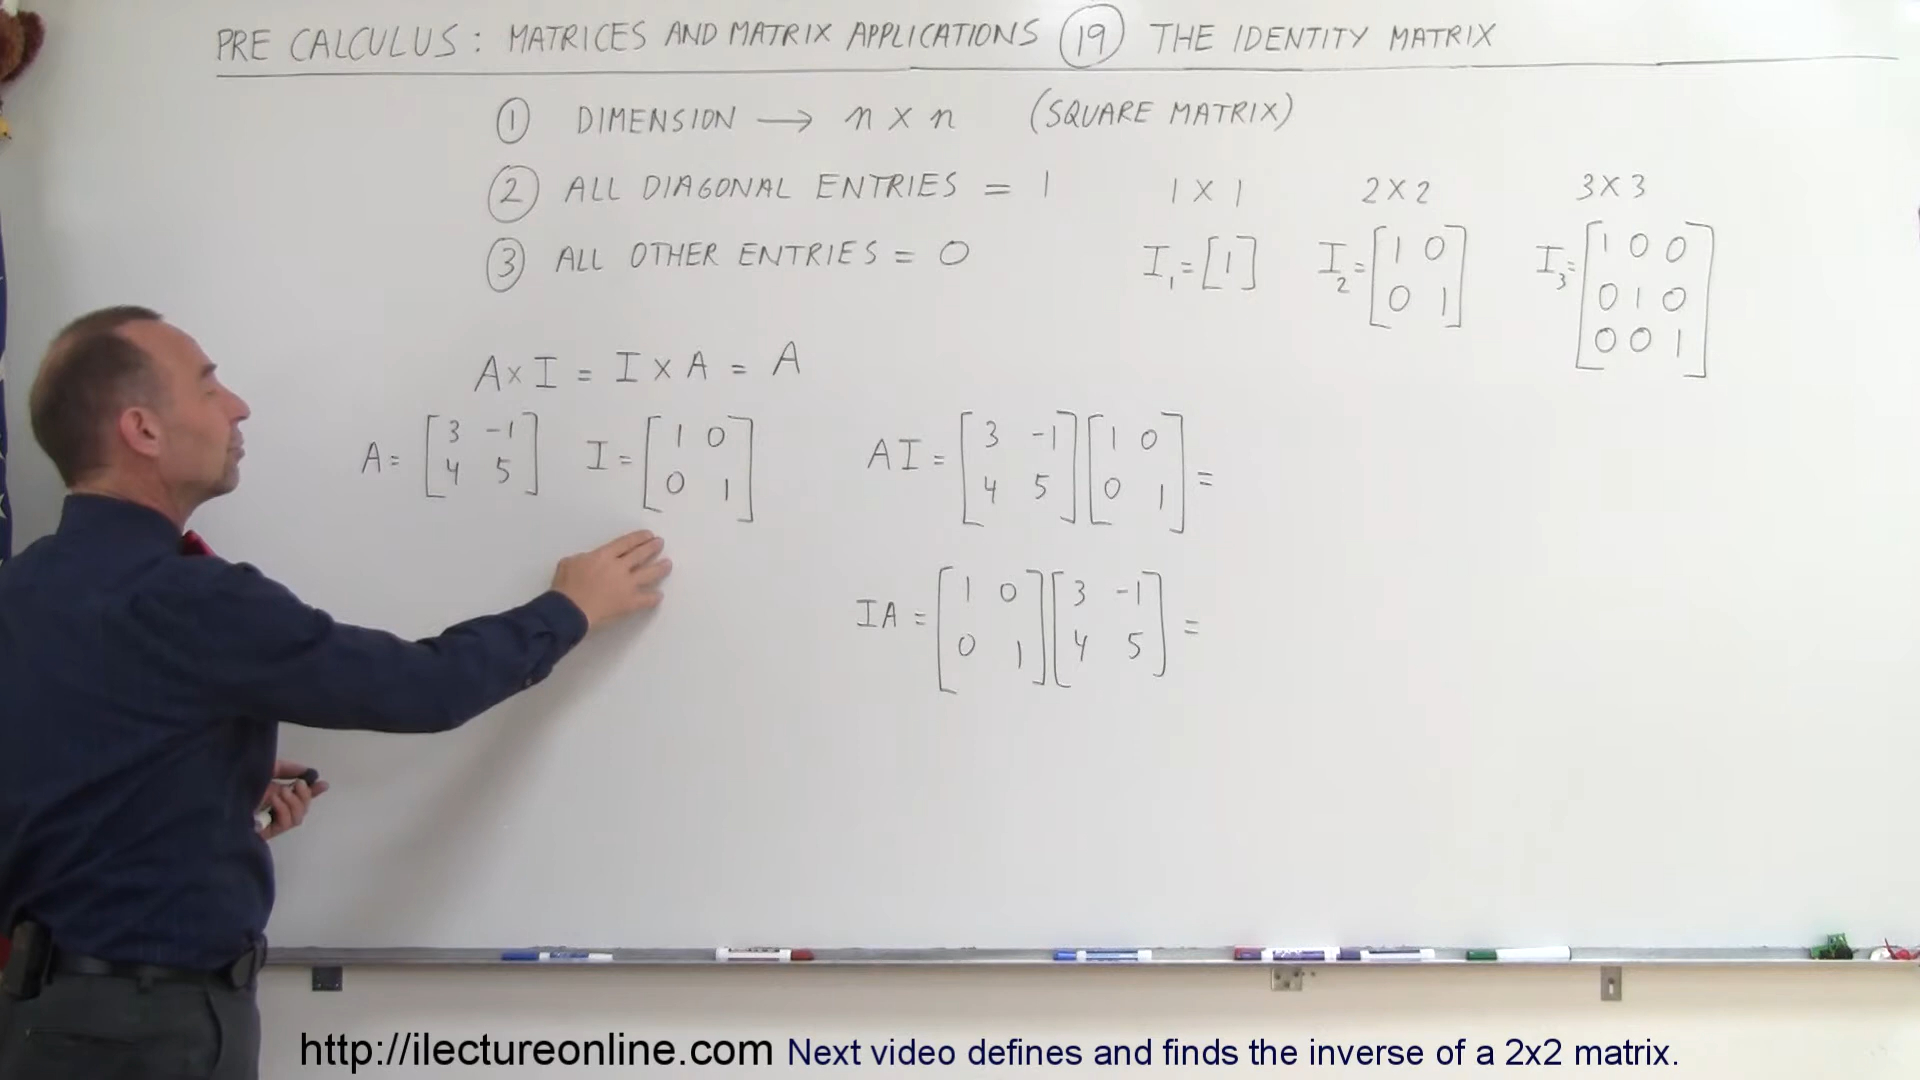 PRE CALCULUS: MATRICES AND MATRIX APPLICATIONS (19) THE IDENTITY MATRIX
① DIMENSION → n x n (SQUARE MATRIX)
② ALL DIAGONAL ENTRIES = 1
③ ALL OTHER ENTRIES = 0
1 X 1 2 X 2 3 X 3
I₁ = [1] I₂ = [1 0
0 1] I₃ = [1 0 0
0 1 0
0 0 1]
A x I = I x A = A
A = [3 -1
4 5] I = [1 0
0 1]
AI = [3 -1
4 5] [1 0
0 1] =
IA = [1 0
0 1] [3 -1
4 5] =
http://ilectureonline.com Next video defines and finds the inverse of a 2x2 matrix.